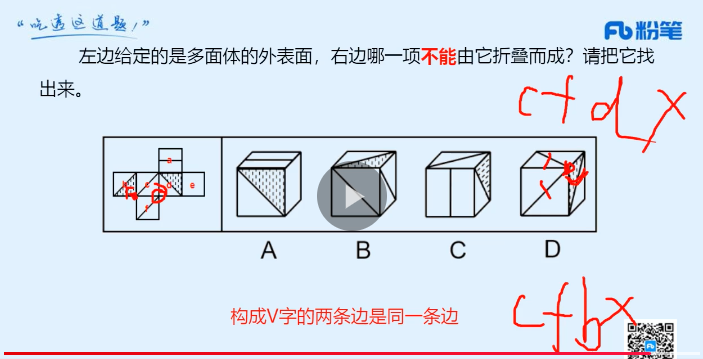 “吃透这道题！”
粉笔
左边给定的是多面体的外表面，右边哪一项不能由它折叠而成？请把它找
出来。
cfdx
a
b c d e
f
A B C D
构成V字的两条边是同一条边
cfbx